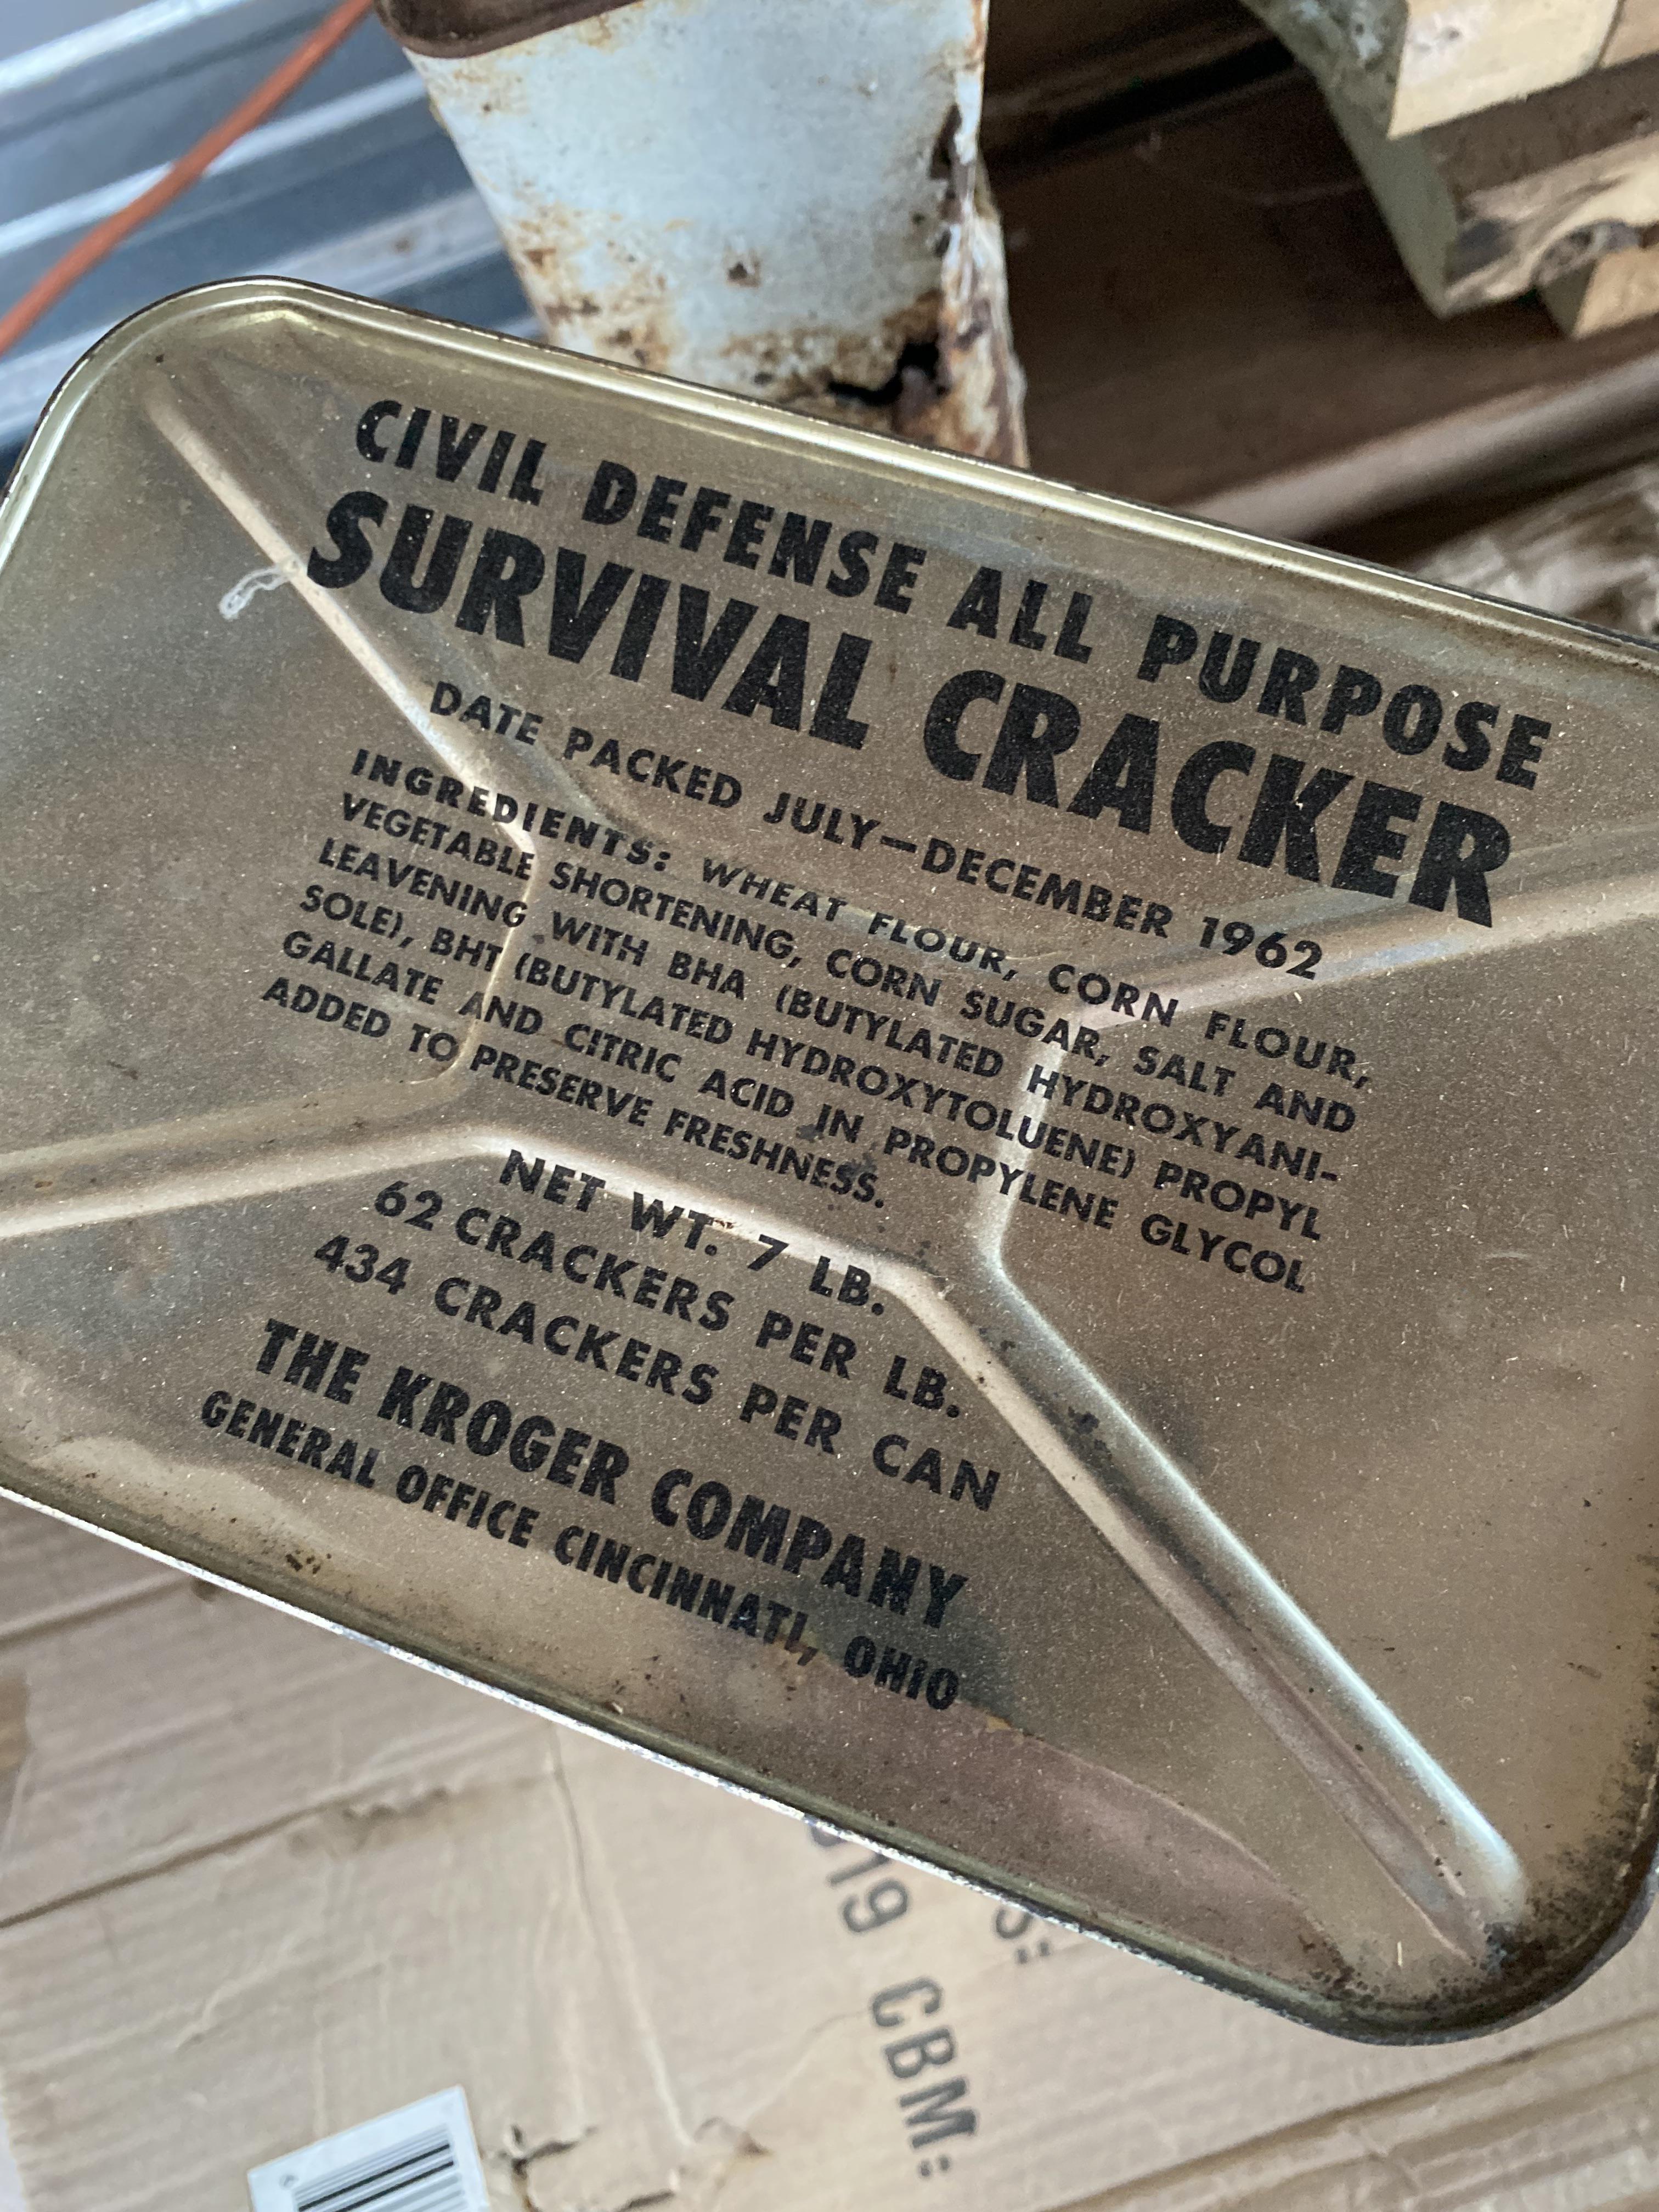 CIVIL DEFENSE ALL PURPOSE
SURVIVAL CRACKER
DATE PACKED JULY—DECEMBER 1962
INGREDIENTS: WHEAT FLOUR, CORN FLOUR,
VEGETABLE SHORTENING, CORN SUGAR, SALT AND
LEAVENING WITH BHA (BUTYLATED HYDROXYANI-
SOLE), BHT (BUTYLATED HYDROXYTOLUENE) PROPYL
GALLATE AND CITRIC ACID IN PROPYLENE GLYCOL
ADDED TO PRESERVE FRESHNESS.
NET WT. 7 LB.
62 CRACKERS PER LB.
434 CRACKERS PER CAN
THE KROGER COMPANY
GENERAL OFFICE CINCINNATI, OHIO
CBM: